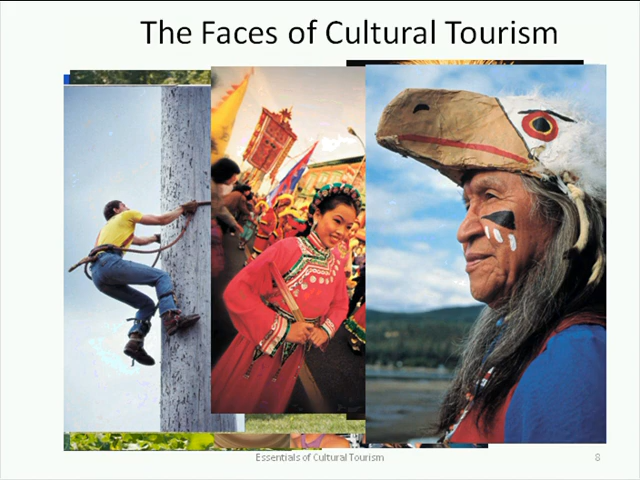 The Faces of Cultural Tourism
Essentials of Cultural Tourism
8